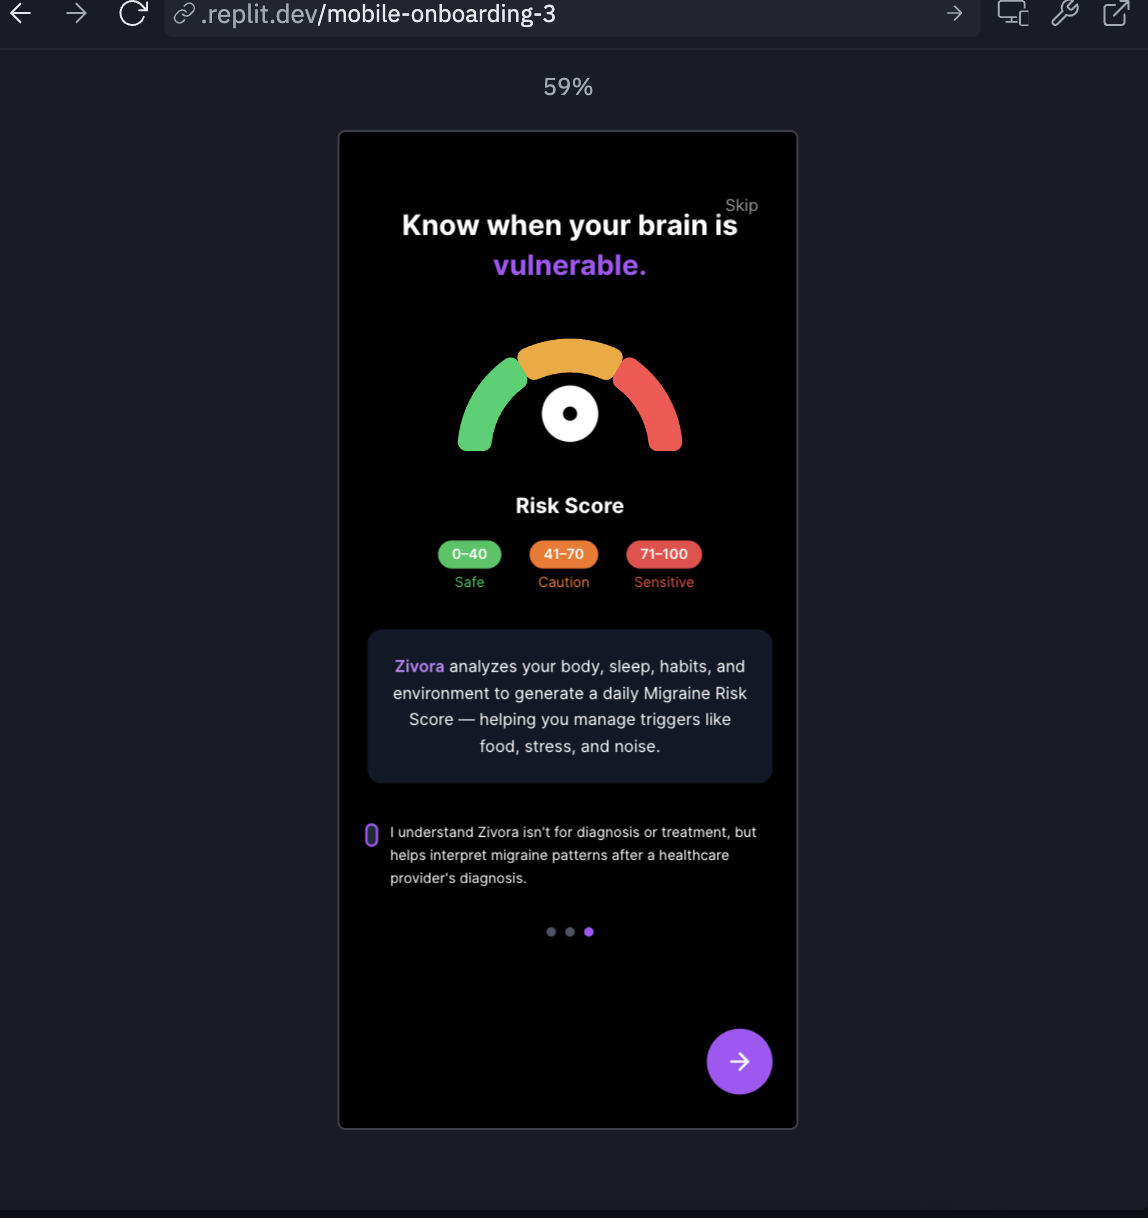 .replit.dev/mobile-onboarding-3
59%
Skip
Know when your brain is
vulnerable.
Risk Score
0–40
41–70
71–100
Safe
Caution
Sensitive
Zivora analyzes your body, sleep, habits, and
environment to generate a daily Migraine Risk
Score — helping you manage triggers like
food, stress, and noise.
I understand Zivora isn't for diagnosis or treatment, but
helps interpret migraine patterns after a healthcare
provider's diagnosis.